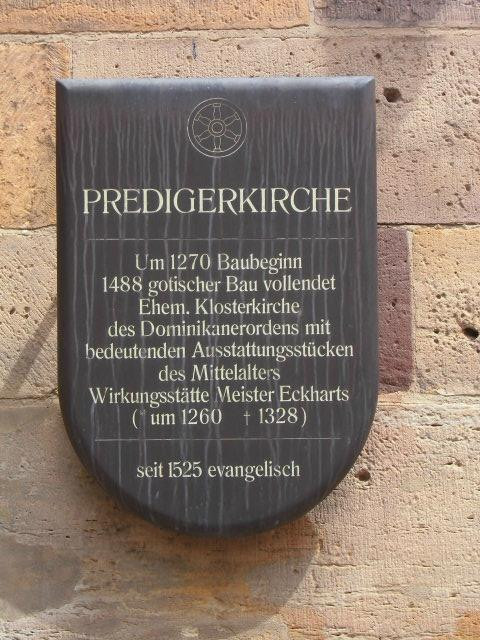 PREDIGERKIRCHE
Um 1270 Baubeginn
1488 gotischer Bau vollendet
Ehem. Klosterkirche
des Dominikanerordens mit
bedeutenden Ausstattungsstücken
des Mittelalters
Wirkungsstätte Meister Eckharts
(* um 1260 † 1328)
seit 1525 evangelisch